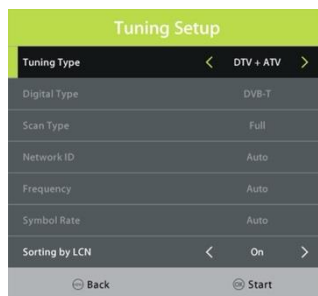 Tuning Setup
Tuning Type < DTV + ATV >
Digital Type DVB-T
Scan Type Full
Network ID Auto
Frequency Auto
Symbol Rate Auto
Sorting by LCN < On >
Back OK Start